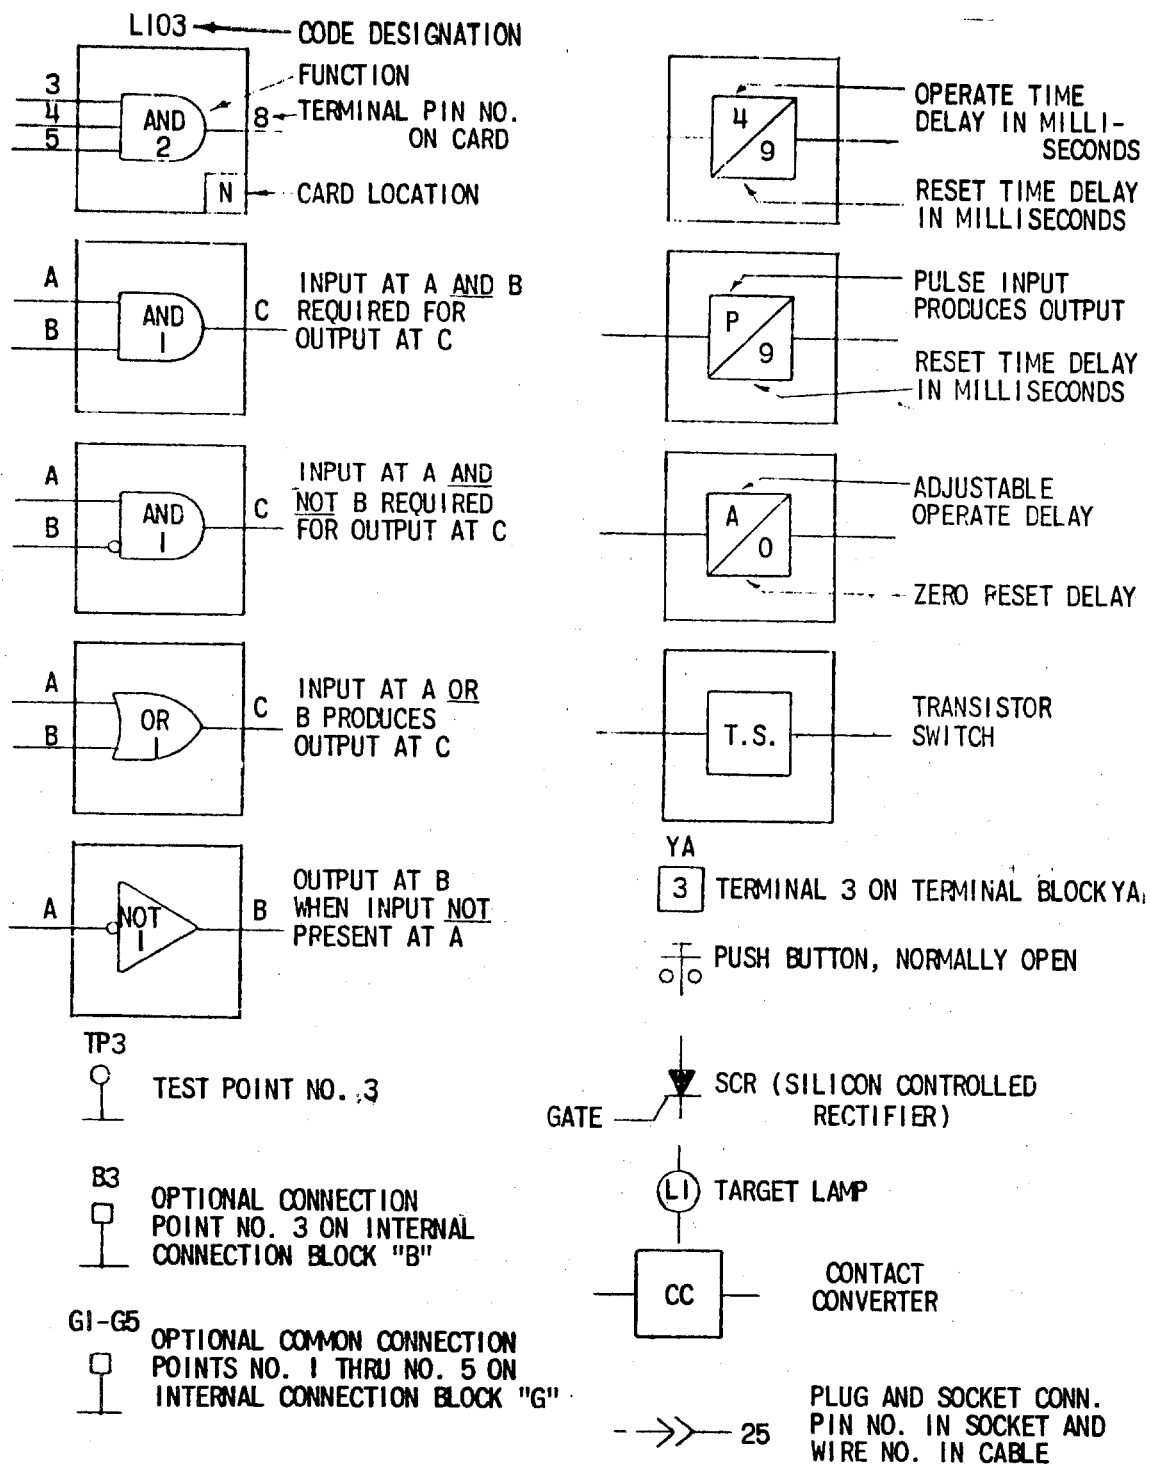 L103
CODE DESIGNATION
FUNCTION
3
4
5
AND
2
8
TERMINAL PIN NO.
ON CARD
N
CARD LOCATION
A
B
AND
1
C
INPUT AT A AND B
REQUIRED FOR
OUTPUT AT C
A
B
AND
1
C
INPUT AT A AND
NOT B REQUIRED
FOR OUTPUT AT C
A
B
OR
1
C
INPUT AT A OR
B PRODUCES
OUTPUT AT C
A
NOT
1
B
OUTPUT AT B
WHEN INPUT NOT
PRESENT AT A
TP3
TEST POINT NO. 3
B3
OPTIONAL CONNECTION
POINT NO. 3 ON INTERNAL
CONNECTION BLOCK "B"
G1-G5
OPTIONAL COMMON CONNECTION
POINTS NO. 1 THRU NO. 5 ON
INTERNAL CONNECTION BLOCK "G"
4
9
OPERATE TIME
DELAY IN MILLI-
SECONDS
RESET TIME DELAY
IN MILLISECONDS
P
9
PULSE INPUT
PRODUCES OUTPUT
RESET TIME DELAY
IN MILLISECONDS
A
0
ADJUSTABLE
OPERATE DELAY
ZERO RESET DELAY
T.S.
TRANSISTOR
SWITCH
YA
3
TERMINAL 3 ON TERMINAL BLOCK YA
PUSH BUTTON, NORMALLY OPEN
GATE
SCR (SILICON CONTROLLED
RECTIFIER)
L1
TARGET LAMP
CC
CONTACT
CONVERTER
25
PLUG AND SOCKET CONN.
PIN NO. IN SOCKET AND
WIRE NO. IN CABLE